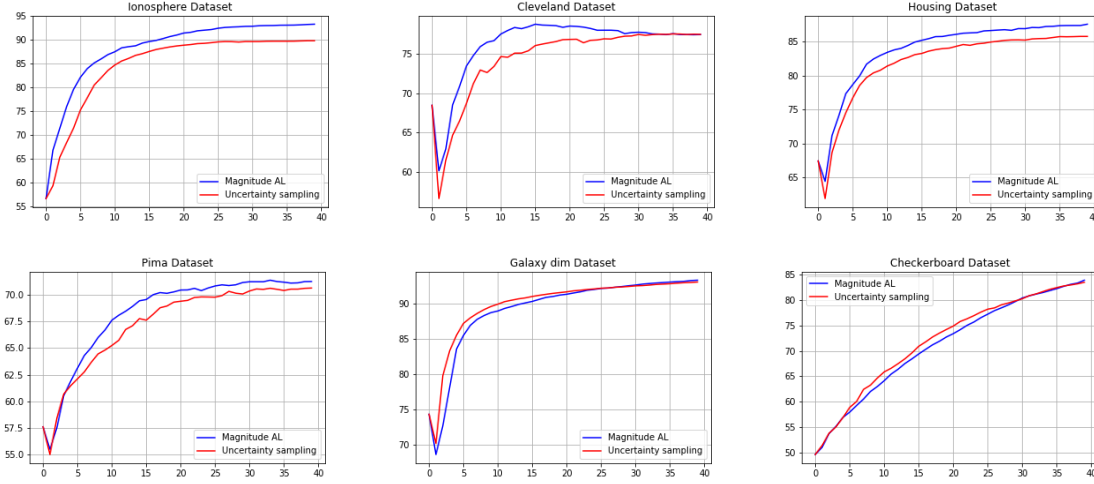 Ionosphere Dataset
95
90
85
80
75
70
65
60
55
0 5 10 15 20 25 30 35 40
Magnitude AL
Uncertainty sampling
Cleveland Dataset
75
70
65
60
0 5 10 15 20 25 30 35 40
Magnitude AL
Uncertainty sampling
Housing Dataset
85
80
75
70
65
0 5 10 15 20 25 30 35 40
Magnitude AL
Uncertainty sampling
Pima Dataset
70.0
67.5
65.0
62.5
60.0
57.5
55.0
0 5 10 15 20 25 30 35 40
Magnitude AL
Uncertainty sampling
Galaxy dim Dataset
90
85
80
75
70
0 5 10 15 20 25 30 35 40
Magnitude AL
Uncertainty sampling
Checkerboard Dataset
85
80
75
70
65
60
55
50
0 5 10 15 20 25 30 35 40
Magnitude AL
Uncertainty sampling